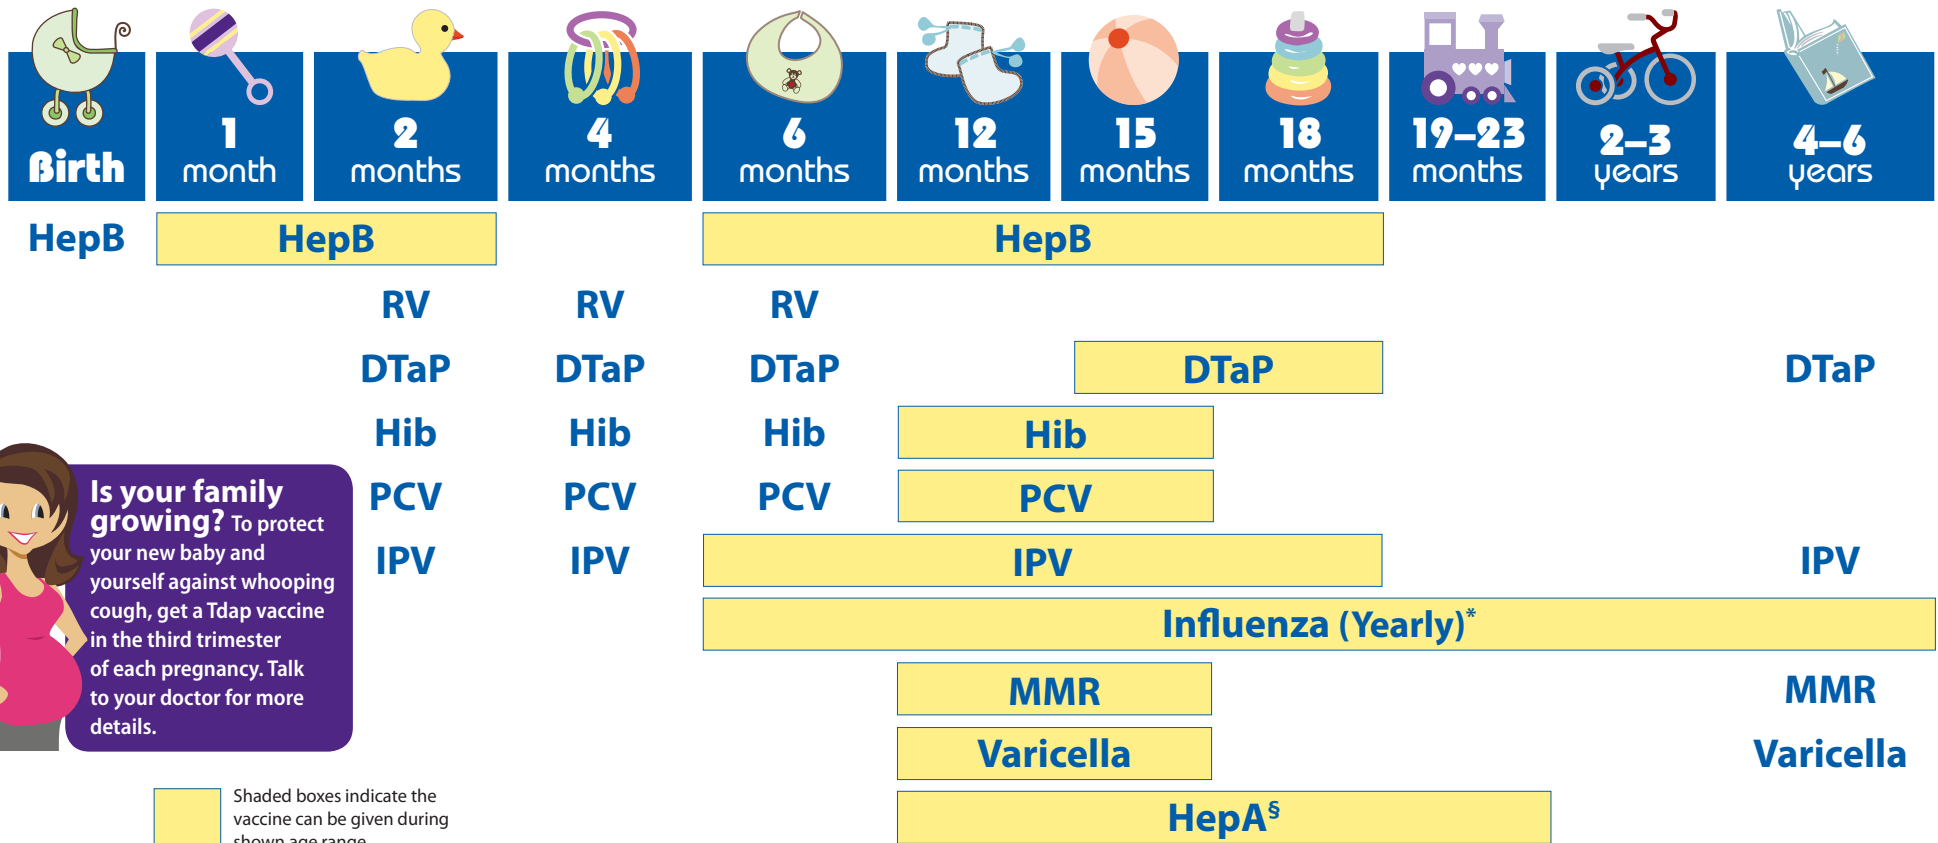 Birth
1
month
2
months
4
months
6
months
12
months
15
months
18
months
19–23
months
2–3
years
4–6
years
HepB HepB HepB
RV RV RV
DTaP DTaP DTaP DTaP DTaP
Hib Hib Hib Hib
PCV PCV PCV PCV
IPV IPV IPV IPV
Influenza (Yearly)*
MMR MMR
Varicella Varicella
HepA§
Is your family
growing? To protect
your new baby and
yourself against whooping
cough, get a Tdap vaccine
in the third trimester
of each pregnancy. Talk
to your doctor for more
details.
Shaded boxes indicate the
vaccine can be given during
shown age range